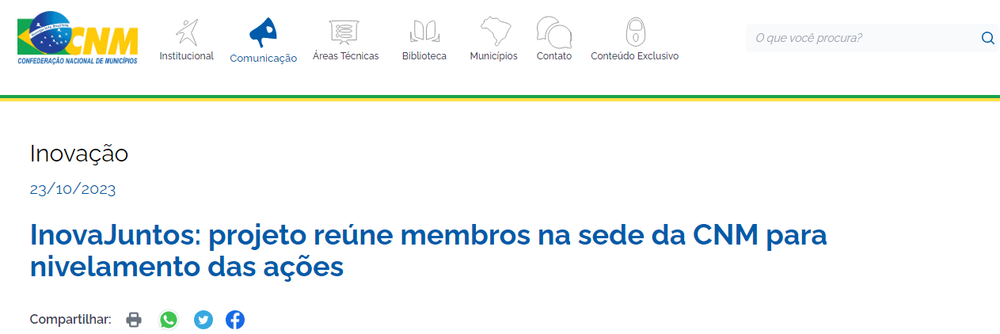 CNM
CONFEDERAÇÃO NACIONAL DE MUNICÍPIOS
Institucional
Comunicação
Áreas Técnicas
Biblioteca
Municípios
Contato
Conteúdo Exclusivo
O que você procura?
Inovação
23/10/2023
InovaJuntos: projeto reúne membros na sede da CNM para
nivelamento das ações
Compartilhar: